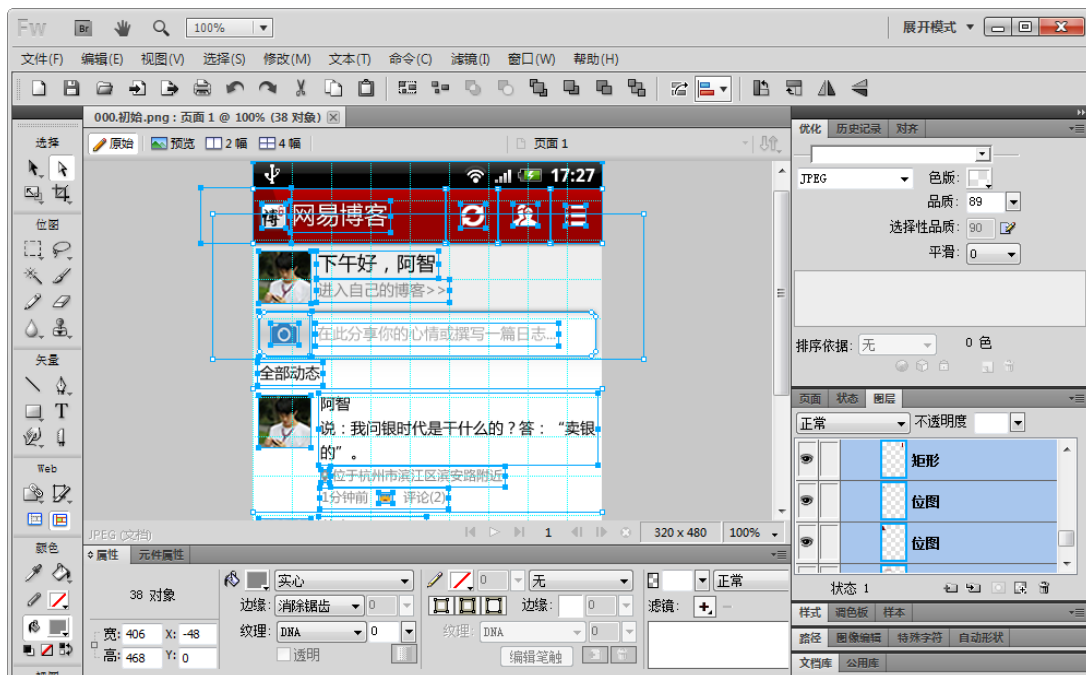 Fw Br 100% 展开模式
文件(F) 编辑(E) 视图(V) 选择(S) 修改(M) 文本(T) 命令(C) 滤镜(I) 窗口(W) 帮助(H)
000.初始.png : 页面 1 @ 100% (38 对象)
原始 预览 2 幅 4 幅 页面 1
选择
位图
矢量
T
Web
颜色
17:27
博 网易博客
下午好，阿智
进入自己的博客>>
在此分享你的心情或撰写一篇日志...
全部动态
阿智
说：我问银时代是干什么的？答：“卖银
的”。
位于杭州市滨江区滨安路附近
1分钟前 评论(2)
JPEG (文档) 1 320 x 480 100%
属性 元件属性
38 对象
宽: 406 X: -48
高: 468 Y: 0
实心
边缘: 消除锯齿 0
纹理: DNA 0
透明
0 无
边缘: 0
纹理: DNA 0
编辑笔触
正常
滤镜:
优化 历史记录 对齐
JPEG 色版:
品质: 89
选择性品质: 90
平滑: 0
排序依据: 无 0 色
页面 状态 图层
正常 不透明度
矩形
位图
位图
状态 1
样式 调色板 样本
路径 图像编辑 特殊字符 自动形状
文档库 公用库